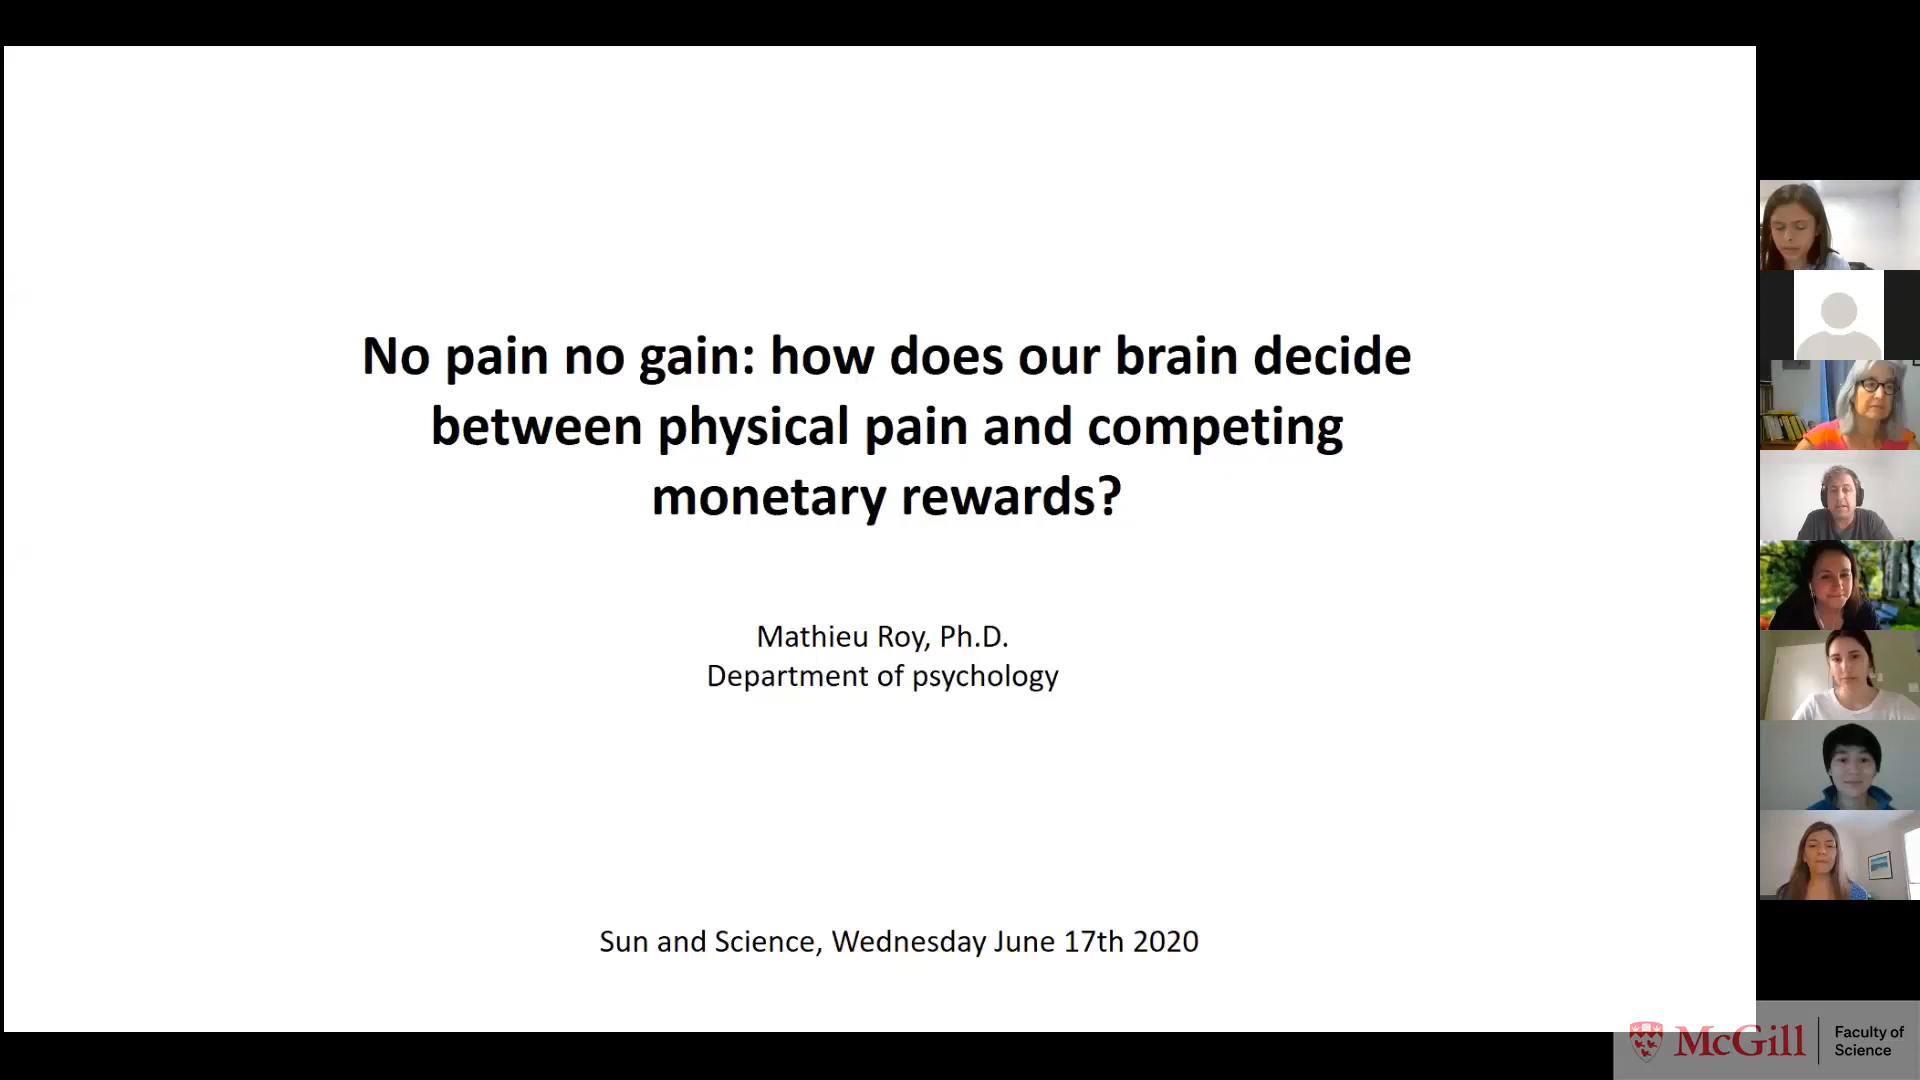 No pain no gain: how does our brain decide
between physical pain and competing
monetary rewards?
Mathieu Roy, Ph.D.
Department of psychology
Sun and Science, Wednesday June 17th 2020
McGill
Faculty of
Science